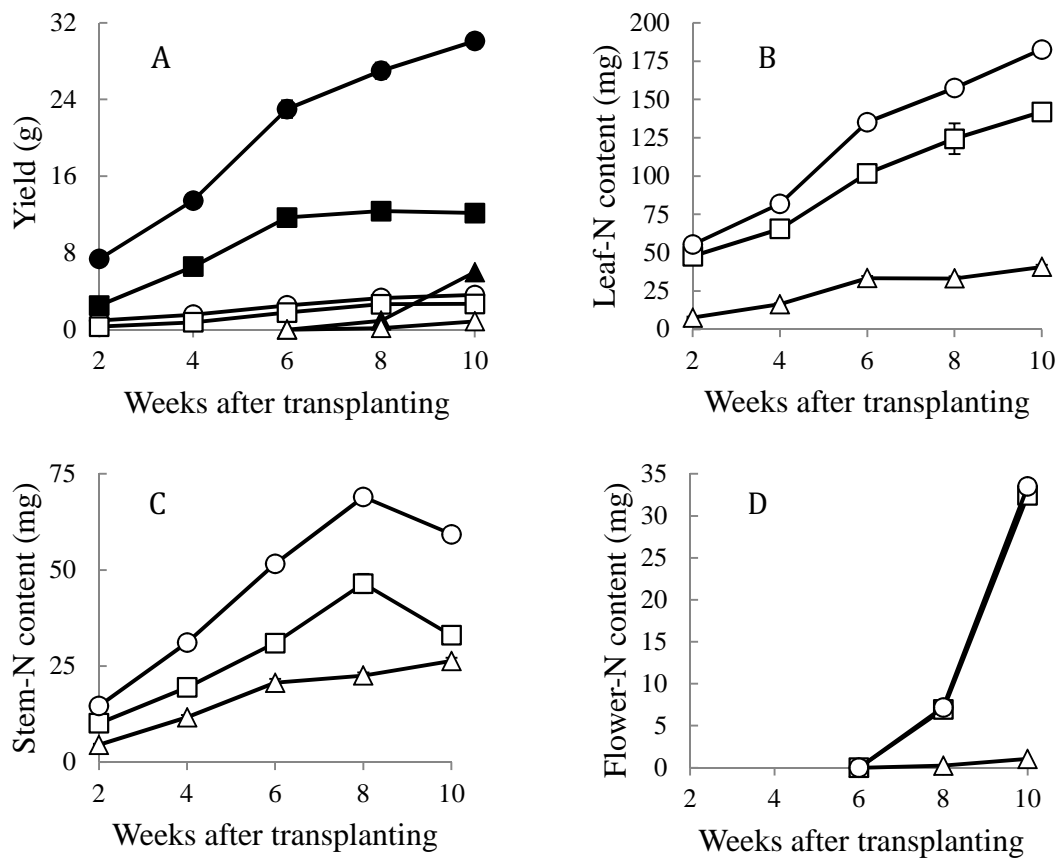 A
Yield (g)
32
24
16
8
0
2 4 6 8 10
Weeks after transplanting
B
Leaf-N content (mg)
200
175
150
125
100
75
50
25
0
2 4 6 8 10
Weeks after transplanting
C
Stem-N content (mg)
75
50
25
0
2 4 6 8 10
Weeks after transplanting
D
Flower-N content (mg)
35
30
25
20
15
10
5
0
2 4 6 8 10
Weeks after transplanting